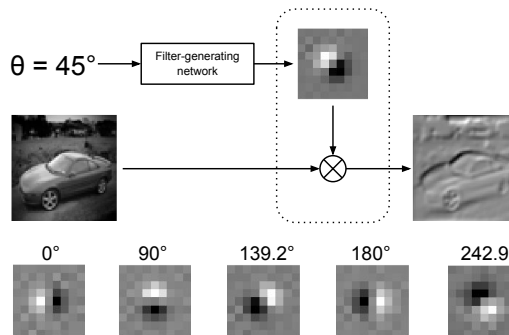 θ = 45°
Filter-generating
network
0° 90° 139.2° 180° 242.9